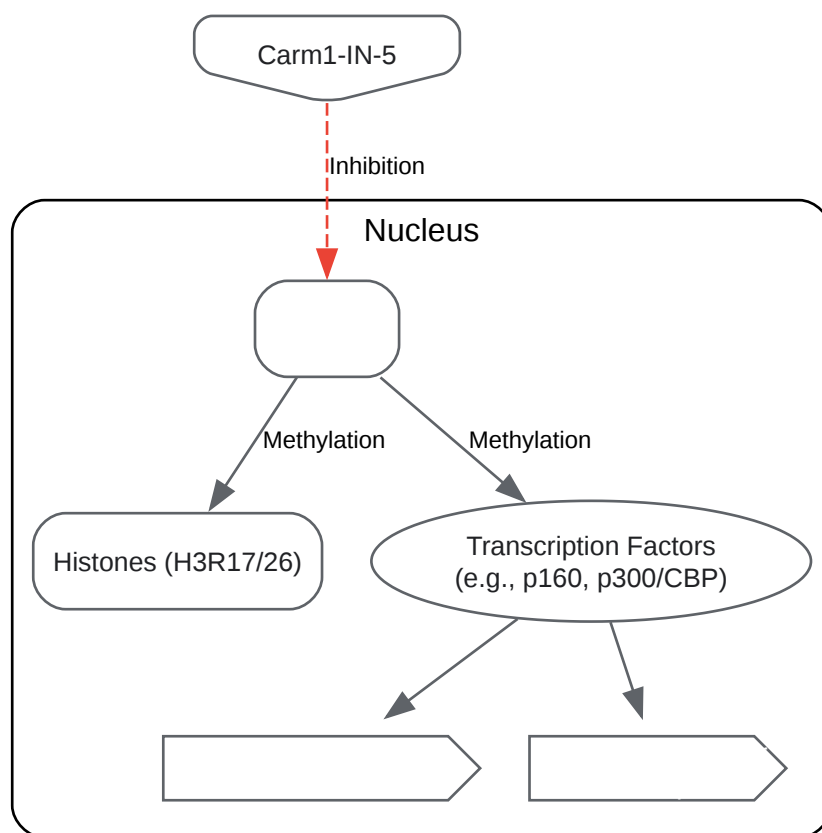 Carm1-IN-5
Inhibition
Nucleus
Methylation
Methylation
Histones (H3R17/26)
Transcription Factors
(e.g., p160, p300/CBP)